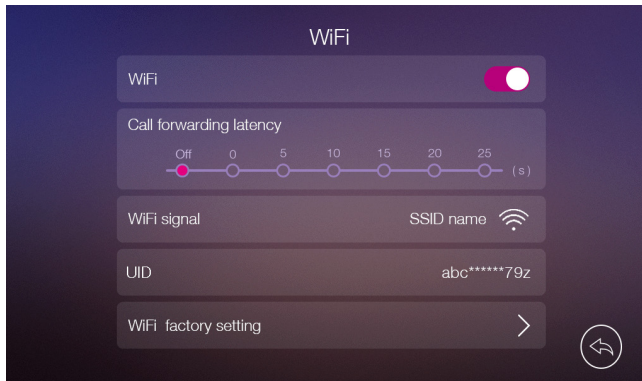 WiFi
WiFi
Call forwarding latency
Off 0 5 10 15 20 25 (s)
WiFi signal SSID name
UID abc******79z
WiFi factory setting